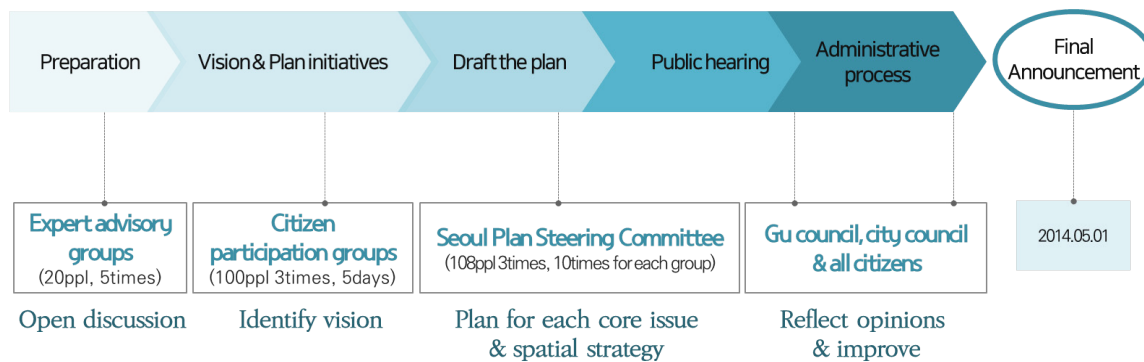 Preparation
Vision & Plan initiatives
Draft the plan
Public hearing
Administrative
process
Final
Announcement
Expert advisory
groups
(20ppl, 5times)
Citizen
participation groups
(100ppl 3times, 5days)
Seoul Plan Steering Committee
(108ppl 3times, 10times for each group)
Gu council, city council
& all citizens
2014.05.01
Open discussion
Identify vision
Plan for each core issue
& spatial strategy
Reflect opinions
& improve